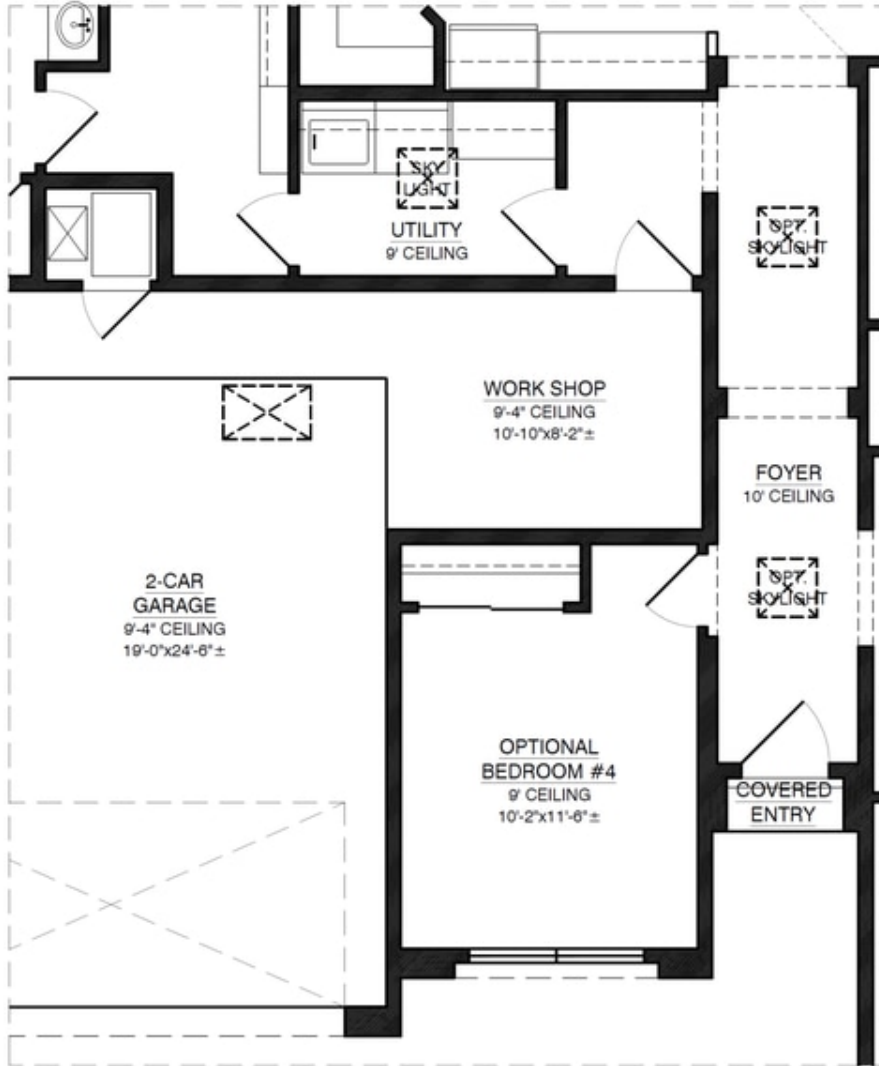 SKY
LIGHT
UTILITY
9' CEILING
OPT.
SKYLIGHT
WORK SHOP
9'-4" CEILING
10'-10"x8'-2"±
FOYER
10' CEILING
OPT.
SKYLIGHT
2-CAR
GARAGE
9'-4" CEILING
19'-0"x24'-6"±
OPTIONAL
BEDROOM #4
9' CEILING
10'-2"x11'-6"±
COVERED
ENTRY